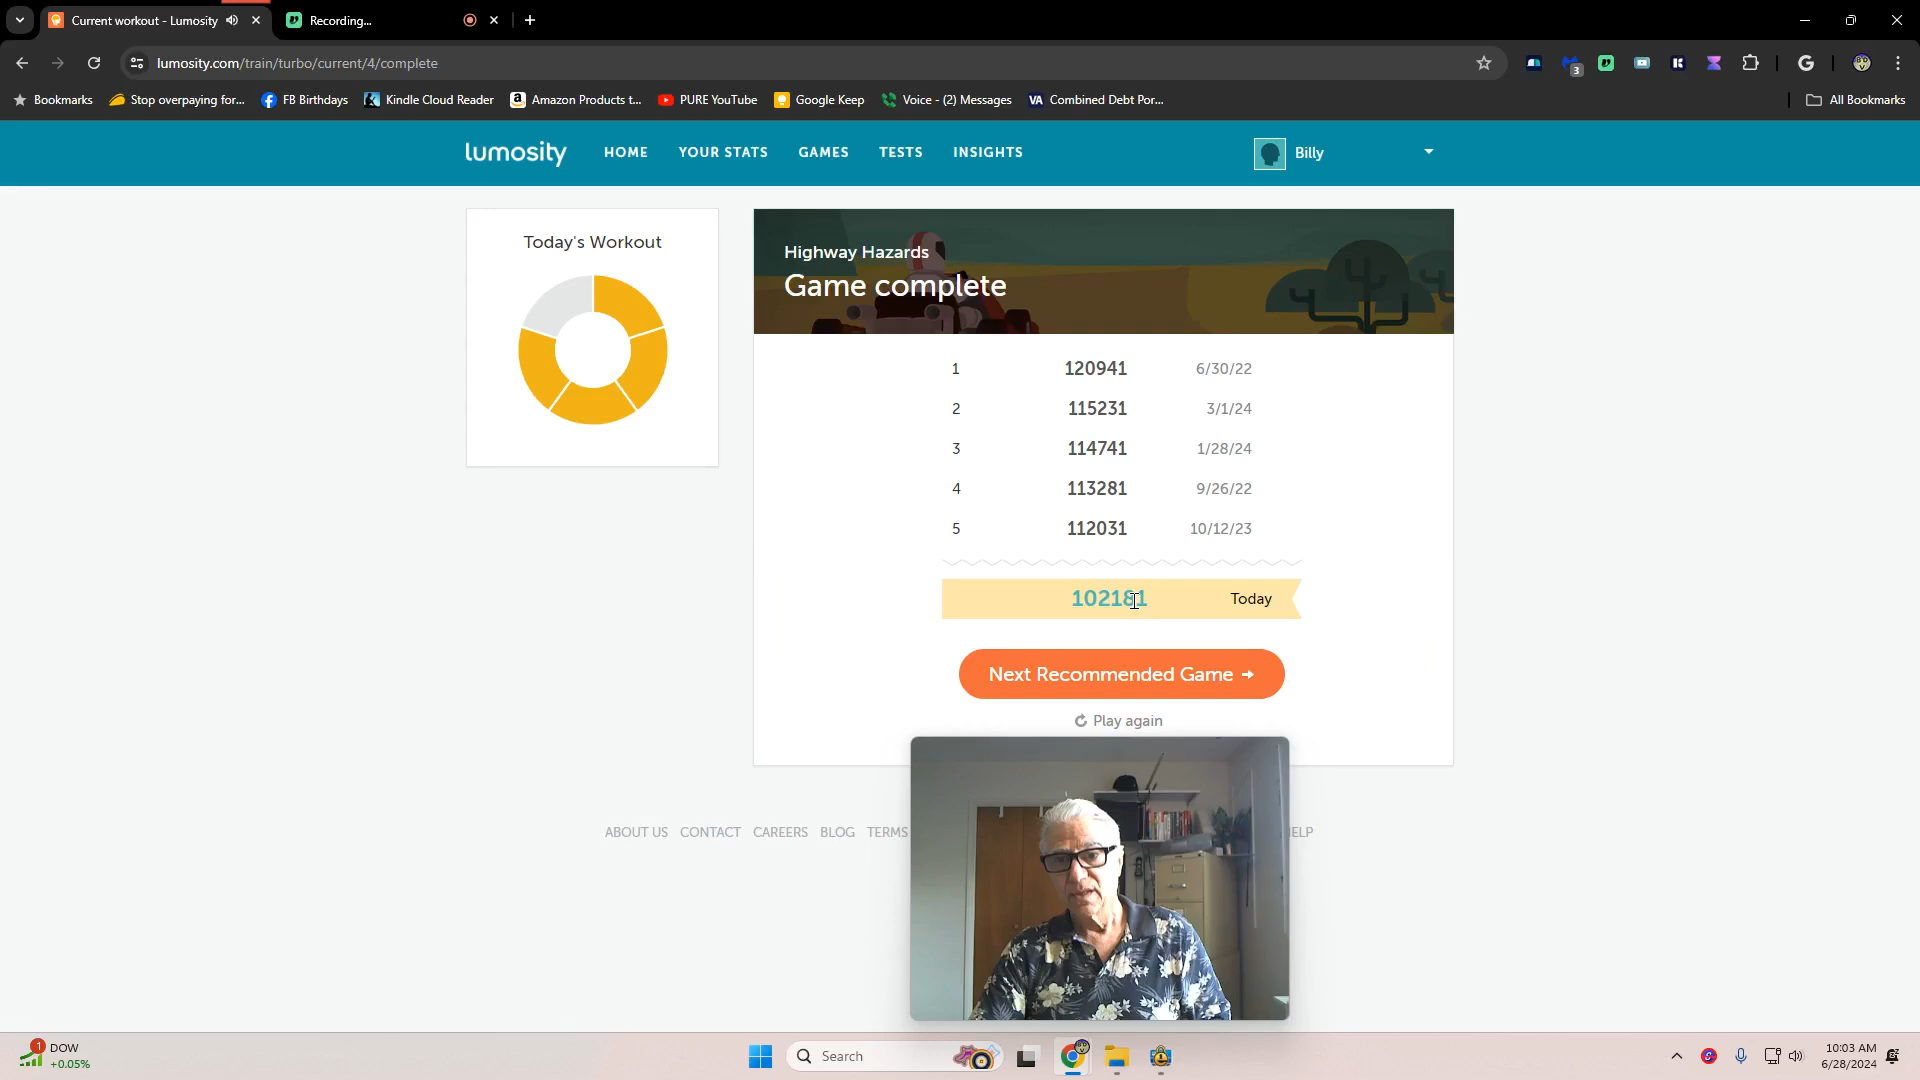 Current workout - Lumosity
Recording...
lumosity.com/train/turbo/current/4/complete
3
Bookmarks
Stop overpaying for...
FB Birthdays
Kindle Cloud Reader
Amazon Products t...
PURE YouTube
Google Keep
Voice - (2) Messages
VA Combined Debt Por...
All Bookmarks
lumosity
HOME
YOUR STATS
GAMES
TESTS
INSIGHTS
Billy
Today's Workout
Highway Hazards
Game complete
1 120941 6/30/22
2 115231 3/1/24
3 114741 1/28/24
4 113281 9/26/22
5 112031 10/12/23
102181 Today
Next Recommended Game
Play again
ABOUT US CONTACT CAREERS BLOG TERMS
1
DOW
+0.05%
Search
10:03 AM
6/28/2024